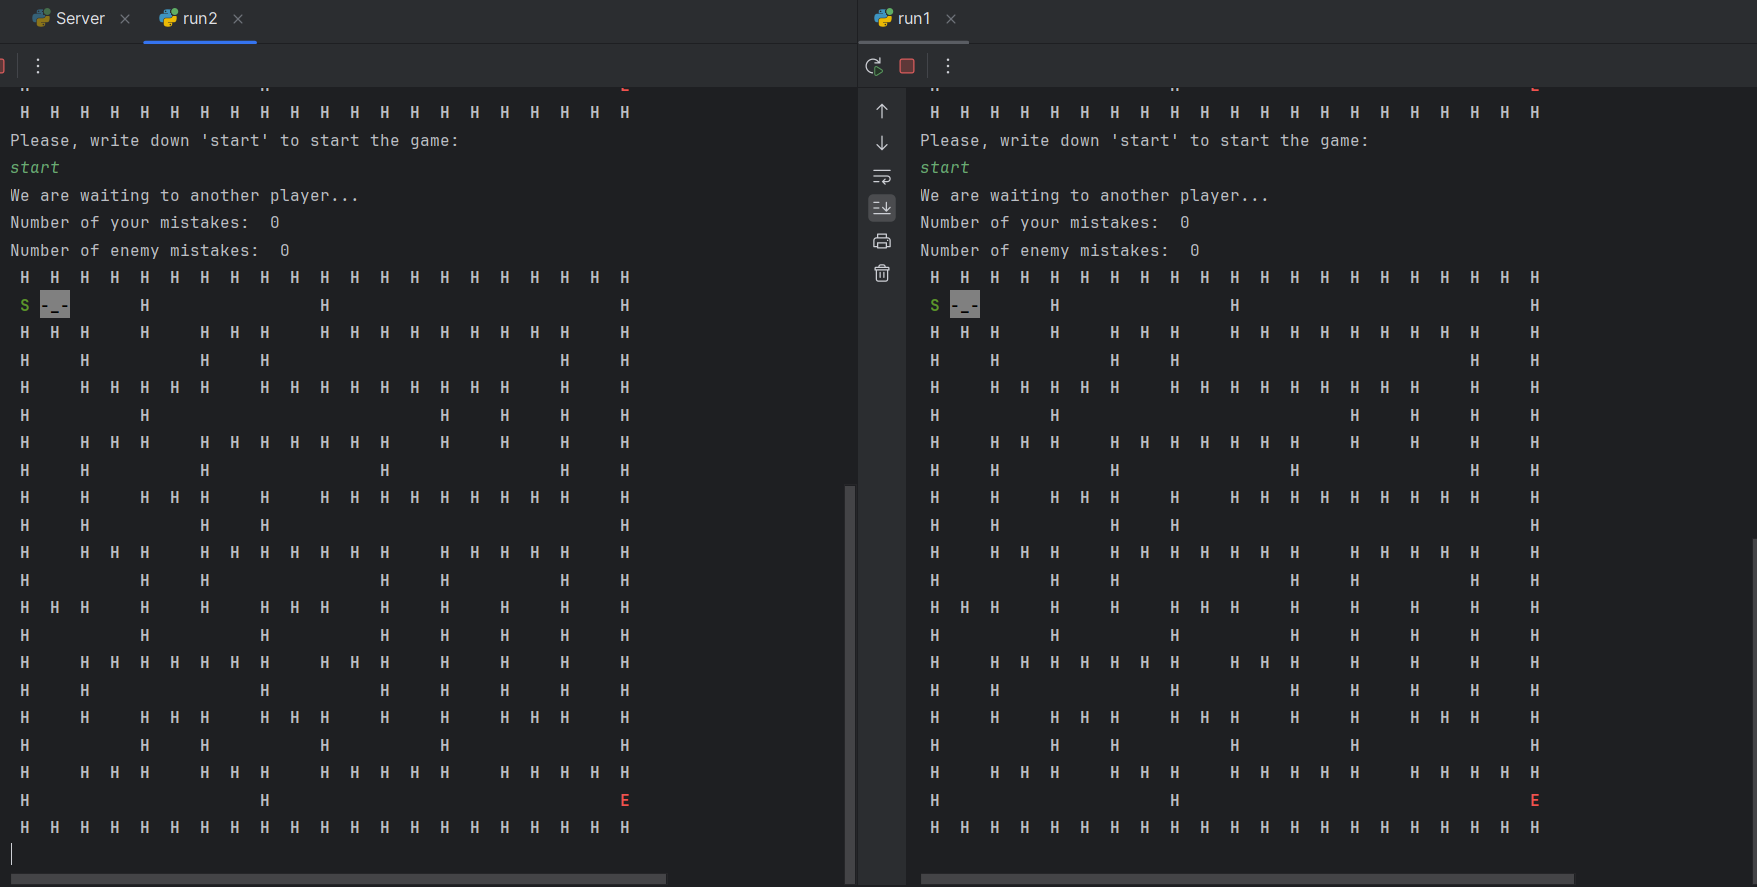 Server
run2
H H E
H H H H H H H H H H H H H H H H H H H H H
Please, write down 'start' to start the game:
start
We are waiting to another player...
Number of your mistakes:  0
Number of enemy mistakes:  0
H H H H H H H H H H H H H H H H H H H H H
S -_- H H H
H H H H H H H H H H H H H H H H H
H H H H H H
H H H H H H H H H H H H H H H H H
H H H H H H
H H H H H H H H H H H H H H H
H H H H H H
H H H H H H H H H H H H H H H H
H H H H H
H H H H H H H H H H H H H H H H H
H H H H H H H
H H H H H H H H H H H H H
H H H H H H H H
H H H H H H H H H H H H H H H
H H H H H H H H
H H H H H H H H H H H H H H
H H H H H H
H H H H H H H H H H H H H H H H H
H H E
H H H H H H H H H H H H H H H H H H H H H
run1
H H E
H H H H H H H H H H H H H H H H H H H H H
Please, write down 'start' to start the game:
start
We are waiting to another player...
Number of your mistakes:  0
Number of enemy mistakes:  0
H H H H H H H H H H H H H H H H H H H H H
S -_- H H H
H H H H H H H H H H H H H H H H H
H H H H H H
H H H H H H H H H H H H H H H H H
H H H H H H
H H H H H H H H H H H H H H H
H H H H H H
H H H H H H H H H H H H H H H H
H H H H H
H H H H H H H H H H H H H H H H H
H H H H H H H
H H H H H H H H H H H H H
H H H H H H H H
H H H H H H H H H H H H H H H
H H H H H H H H
H H H H H H H H H H H H H H
H H H H H H
H H H H H H H H H H H H H H H H H
H H E
H H H H H H H H H H H H H H H H H H H H H